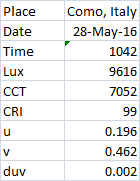 Place Como, Italy
Date 28-May-16
Time 1042
Lux 9616
CCT 7052
CRI 99
u 0.196
v 0.462
duv 0.002